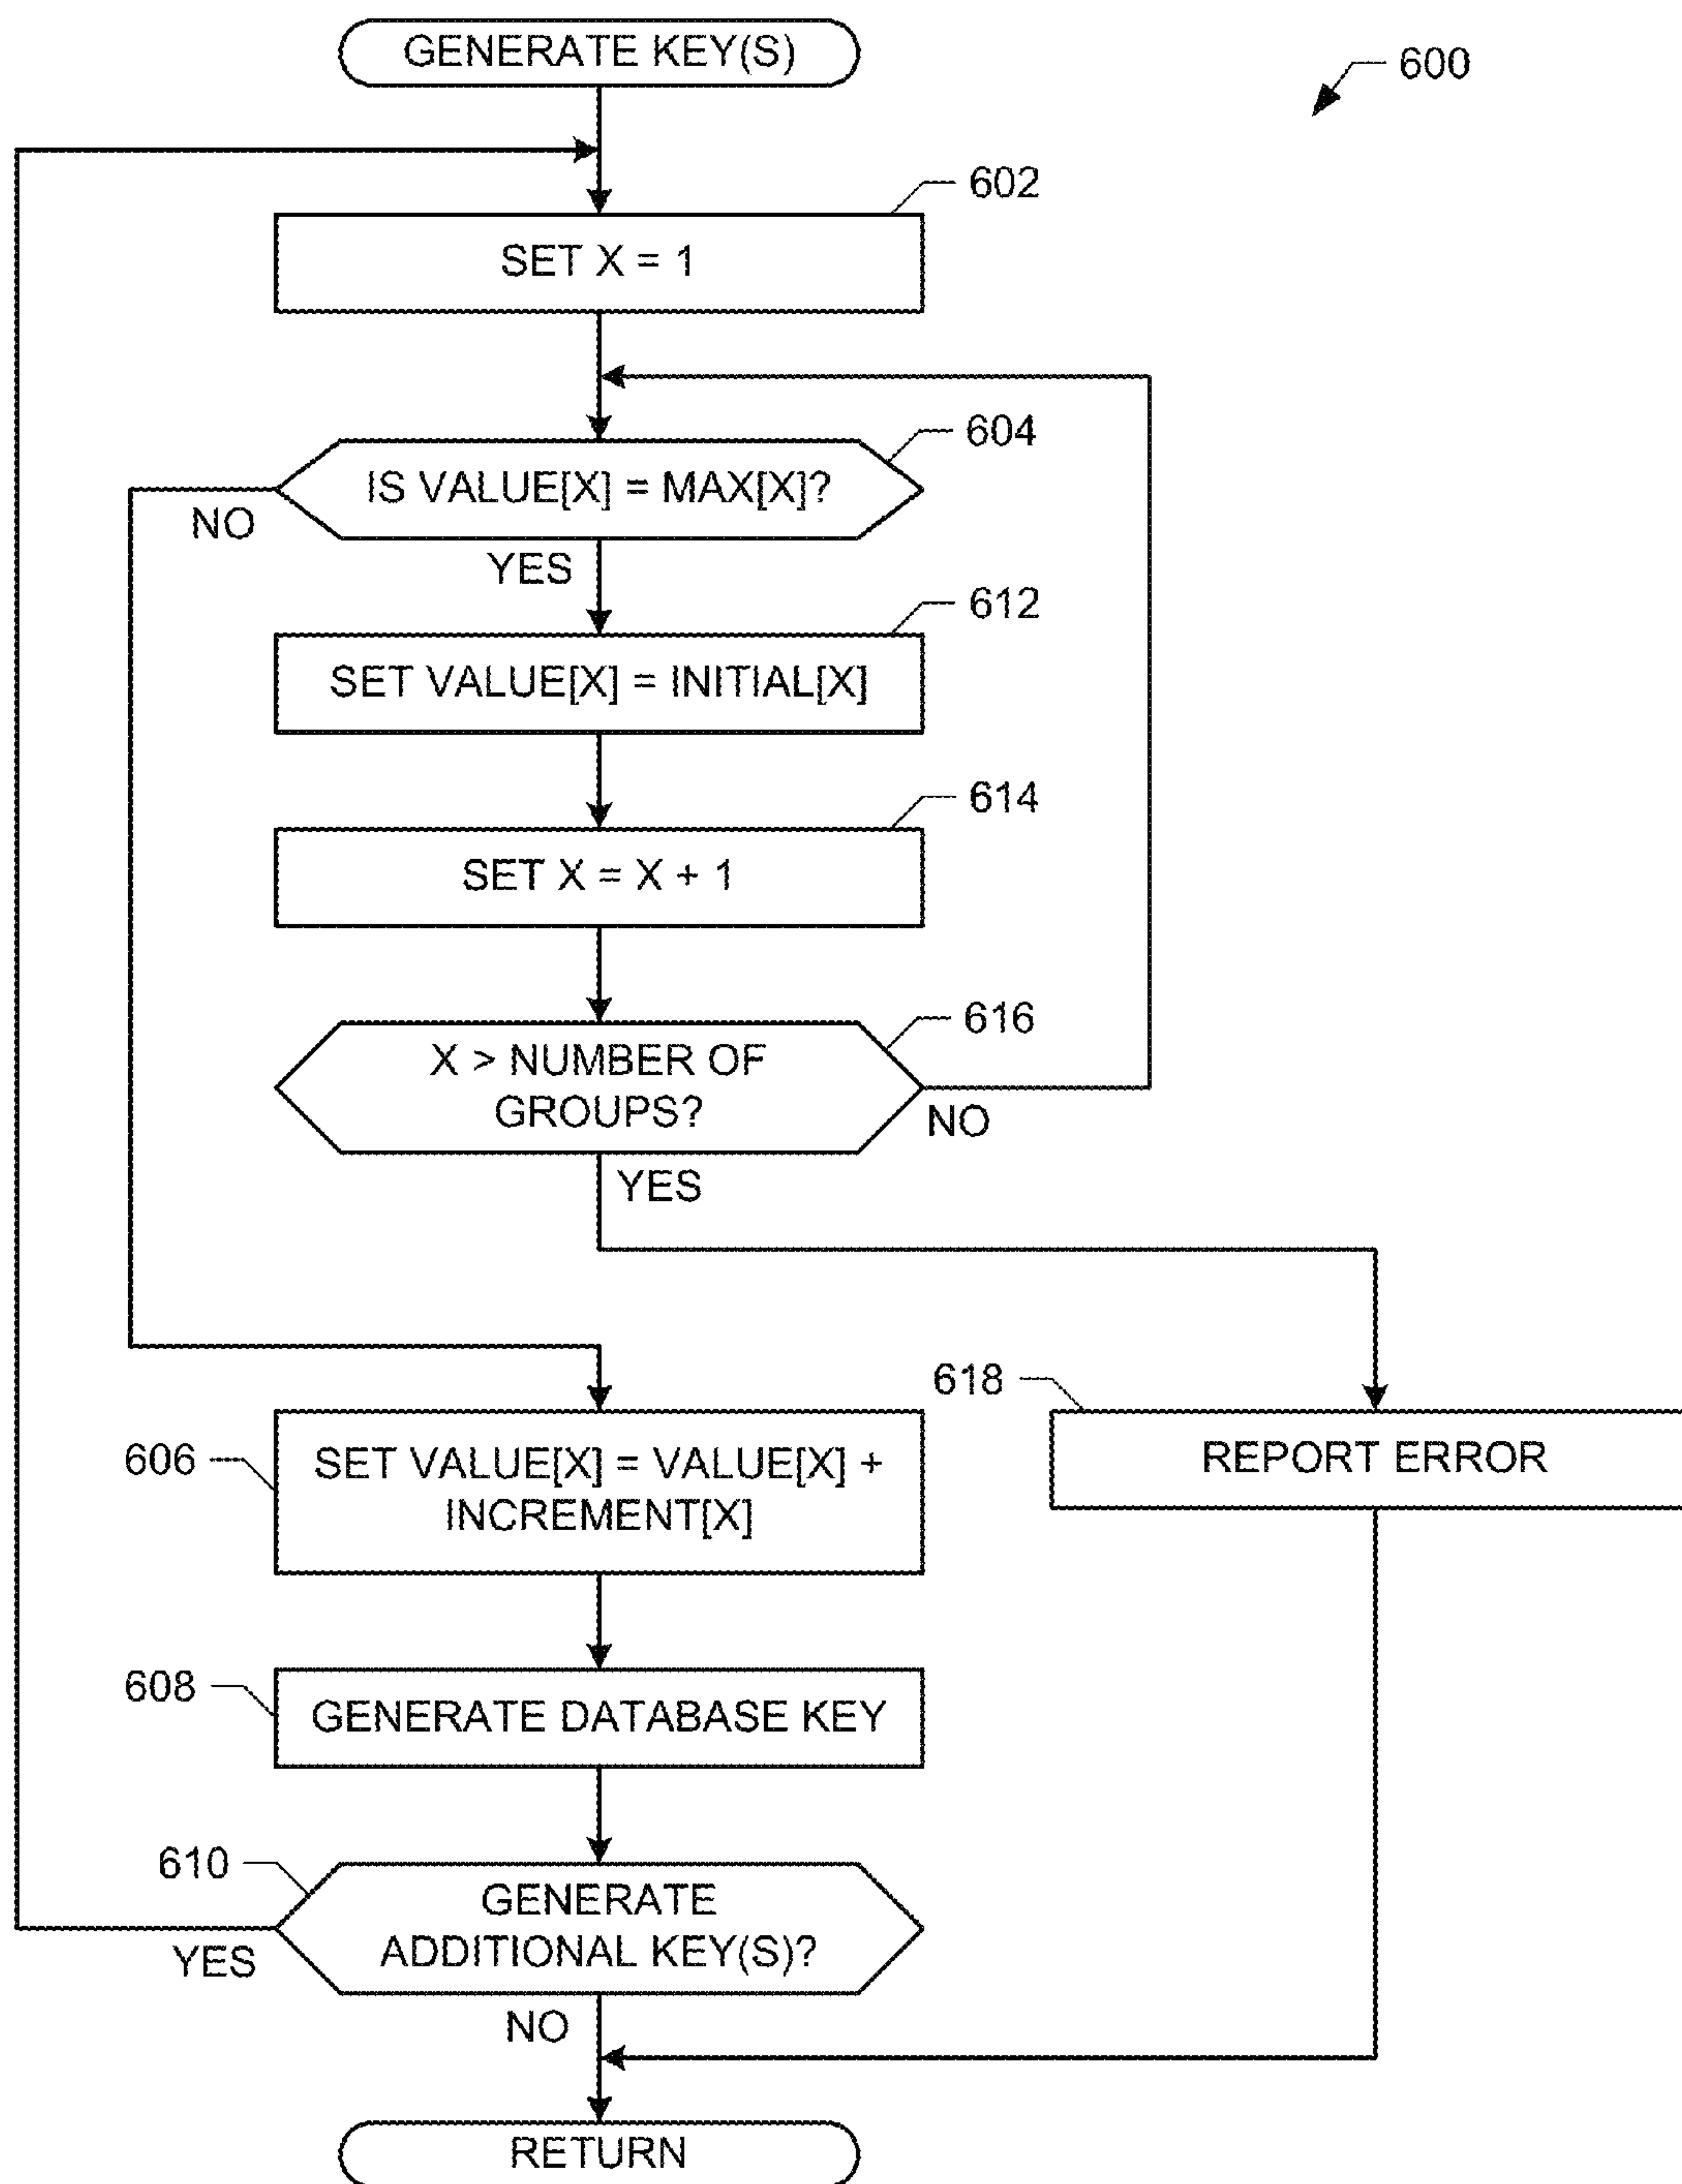 GENERATE KEY(S)
600
602
SET X = 1
604
IS VALUE[X] = MAX[X]?
NO
YES
612
SET VALUE[X] = INITIAL[X]
614
SET X = X + 1
616
X > NUMBER OF
GROUPS?
NO
YES
618
REPORT ERROR
606
SET VALUE[X] = VALUE[X] +
INCREMENT[X]
608
GENERATE DATABASE KEY
610
GENERATE
ADDITIONAL KEY(S)?
YES
NO
RETURN